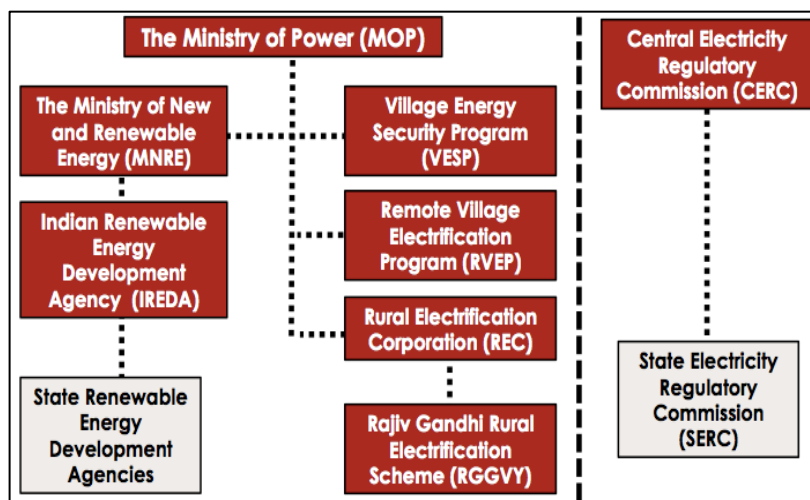 The Ministry of Power (MOP)
The Ministry of New
and Renewable
Energy (MNRE)
Village Energy
Security Program
(VESP)
Indian Renewable
Energy
Development
Agency (IREDA)
Remote Village
Electrification
Program (RVEP)
Rural Electrification
Corporation (REC)
State Renewable
Energy
Development
Agencies
Rajiv Gandhi Rural
Electrification
Scheme (RGGVY)
Central Electricity
Regulatory
Commission (CERC)
State Electricity
Regulatory
Commission
(SERC)